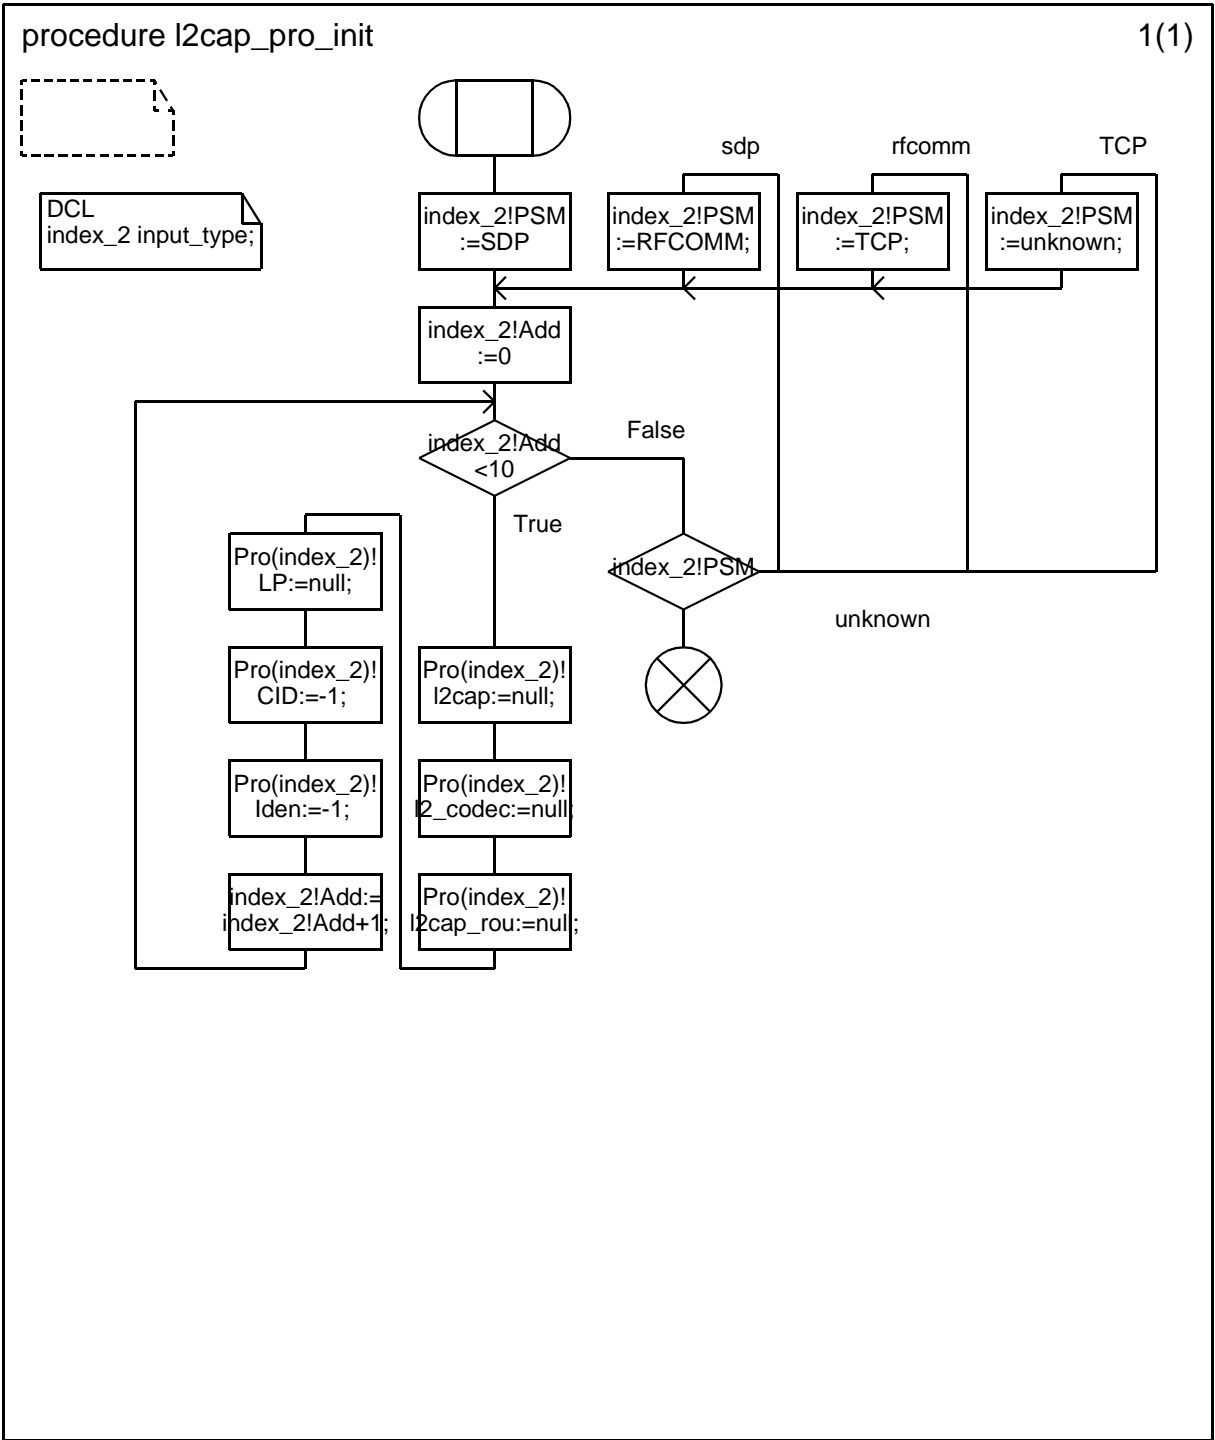 procedure l2cap_pro_init
1(1)
sdp
rfcomm
TCP
DCL
index_2 input_type;
index_2!PSM
:=SDP
index_2!PSM
:=RFCOMM;
index_2!PSM
:=TCP;
index_2!PSM
:=unknown;
index_2!Add
:=0
index_2!Add
<10
False
True
Pro(index_2)!
LP:=null;
index_2!PSM
unknown
Pro(index_2)!
CID:=-1;
Pro(index_2)!
l2cap:=null;
Pro(index_2)!
Iden:=-1;
Pro(index_2)!
l2_codec:=null;
index_2!Add:=
index_2!Add+1;
Pro(index_2)!
l2cap_rou:=null;